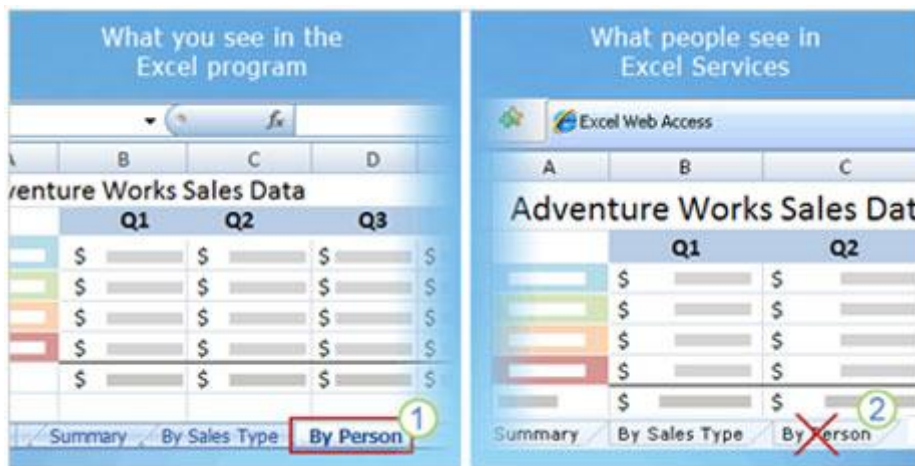 What you see in the
Excel program
fx
B C D
venture Works Sales Data
Q1 Q2 Q3
$ $ $ $
$ $ $ $
$ $ $ $
$ $ $ $
$ $ $ $
Summary By Sales Type By Person 1
What people see in
Excel Services
Excel Web Access
A B C
Adventure Works Sales Dat
Q1 Q2
$ $
$ $
$ $
$ $
$ $
Summary By Sales Type By Person 2